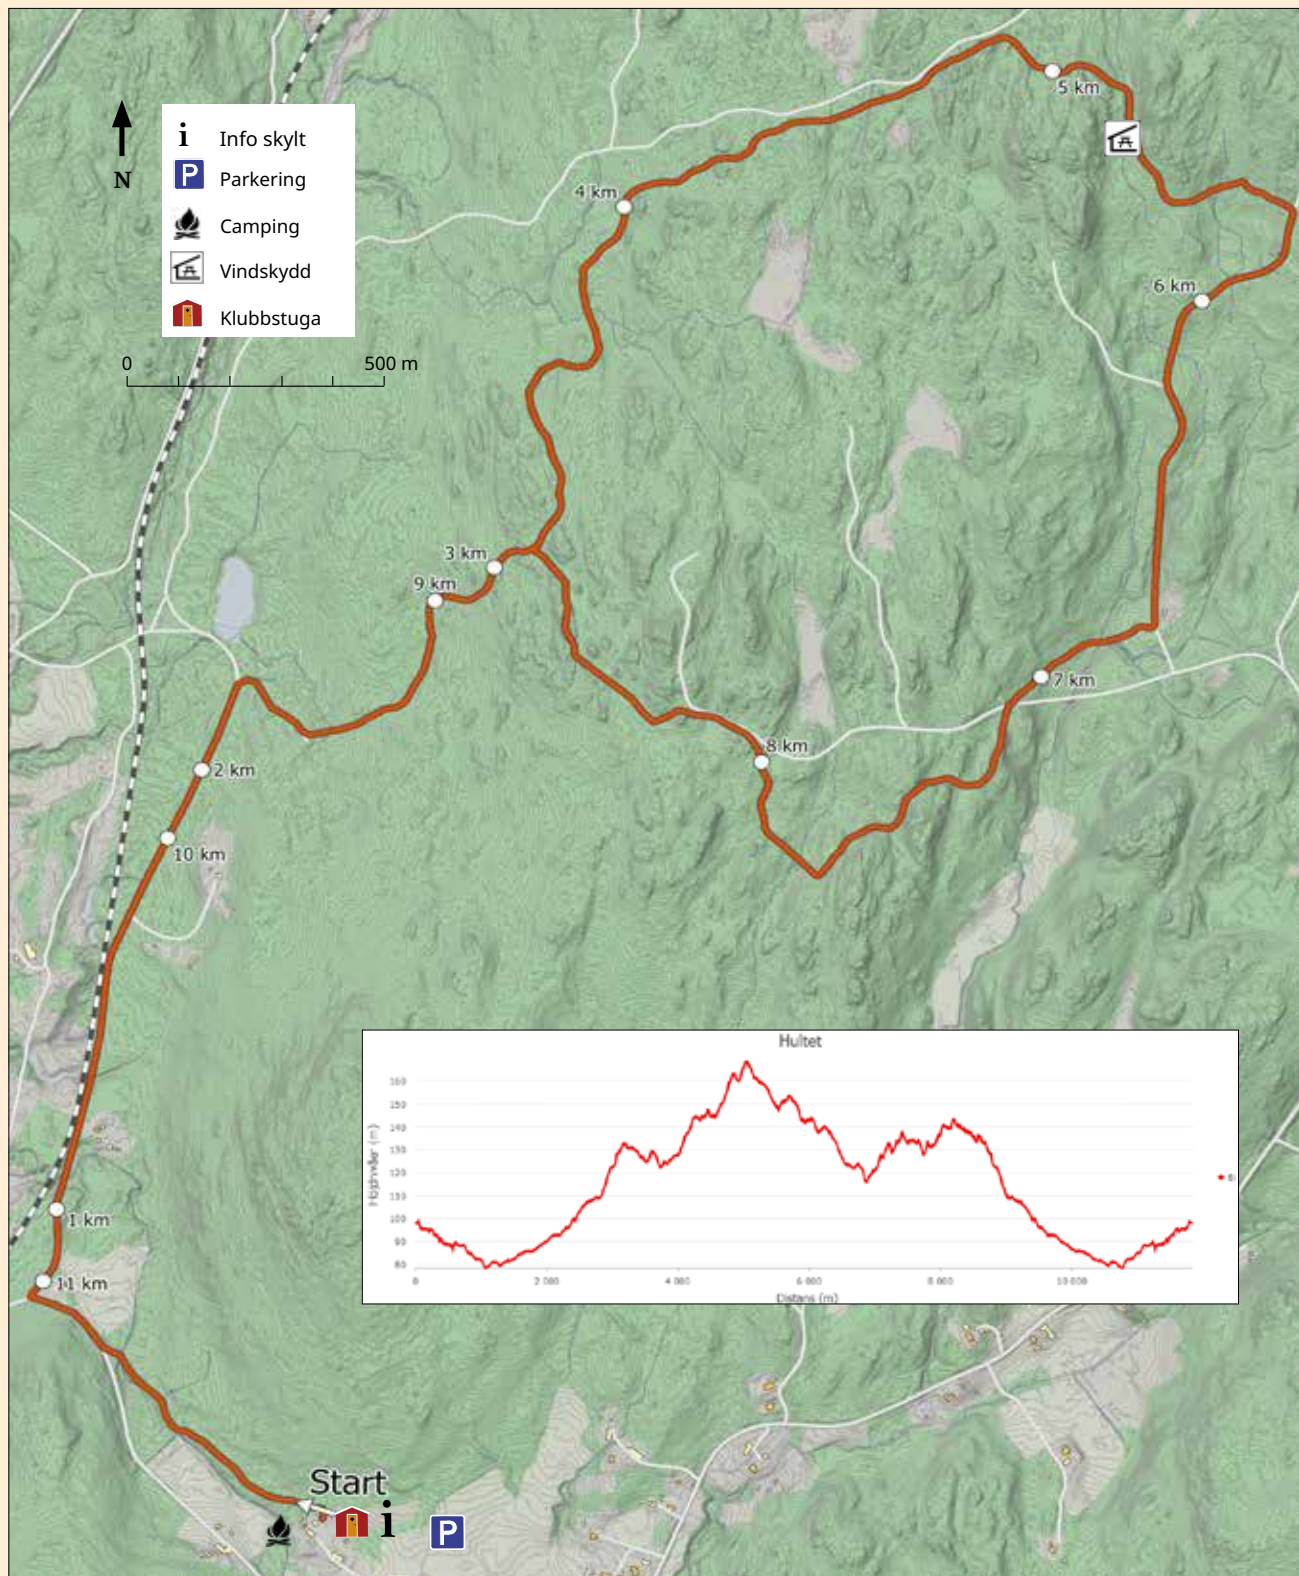 5 km
i Info skylt
P Parkering
N
4 km
Camping
Vindskydd
6 km
Klubbstuga
0 500 m
3 km
9 km
7 km
8 km
2 km
10 km
Hultet
160
150
140
130
120
110
100
90
80
Höjdnivåer (m)
0 2 000 4 000 6 000 8 000 10 000
Distans (m)
1 km
11 km
Start
i
P